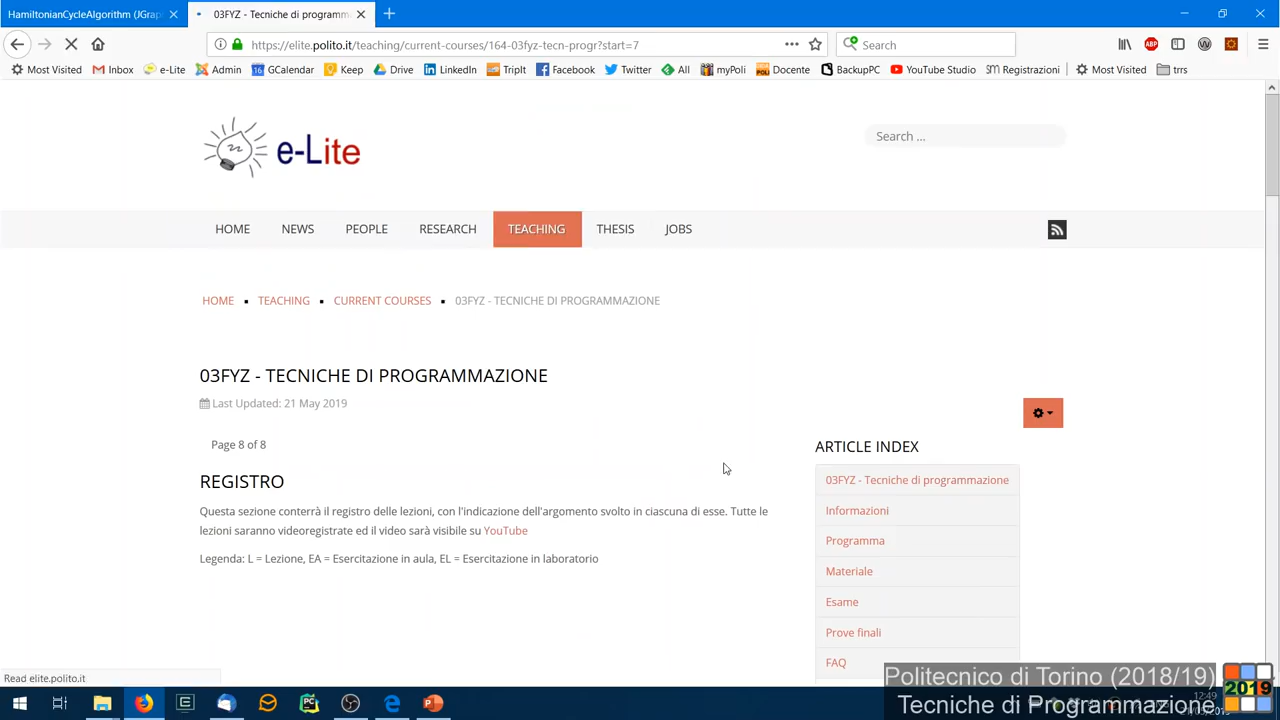 HamiltonianCycleAlgorithm (JGrap
03FYZ - Tecniche di programm
https://elite.polito.it/teaching/current-courses/164-03fyz-tecn-progr?start=7
Search
Most Visited
Inbox
e-Lite
Admin
GCalendar
Keep
Drive
LinkedIn
TripIt
Facebook
Twitter
All
myPoli
Docente
BackupPC
YouTube Studio
Registrazioni
Most Visited
trrs
e-Lite
Search ...
HOME NEWS PEOPLE RESEARCH TEACHING THESIS JOBS
HOME TEACHING CURRENT COURSES 03FYZ - TECNICHE DI PROGRAMMAZIONE
03FYZ - TECNICHE DI PROGRAMMAZIONE
Last Updated: 21 May 2019
Page 8 of 8
REGISTRO
Questa sezione conterrà il registro delle lezioni, con l'indicazione dell'argomento svolto in ciascuna di esse. Tutte le
lezioni saranno videoregistrate ed il video sarà visibile su YouTube
Legenda: L = Lezione, EA = Esercitazione in aula, EL = Esercitazione in laboratorio
ARTICLE INDEX
03FYZ - Tecniche di programmazione
Informazioni
Programma
Materiale
Esame
Prove finali
FAQ
Read elite.polito.it
Politecnico di Torino (2018/19)
Tecniche di Programmazione
2019
12:49